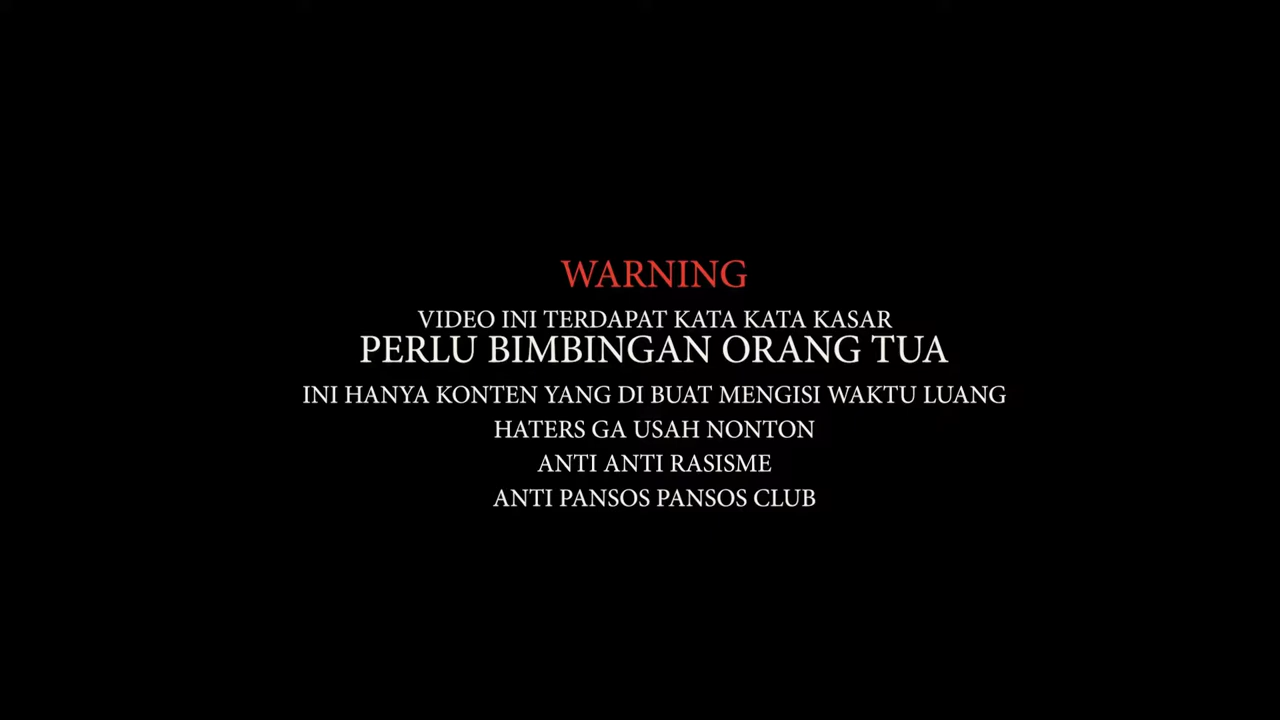 WARNING
VIDEO INI TERDAPAT KATA KATA KASAR
PERLU BIMBINGAN ORANG TUA
INI HANYA KONTEN YANG DI BUAT MENGISI WAKTU LUANG
HATERS GA USAH NONTON
ANTI ANTI RASISME
ANTI PANSOS PANSOS CLUB